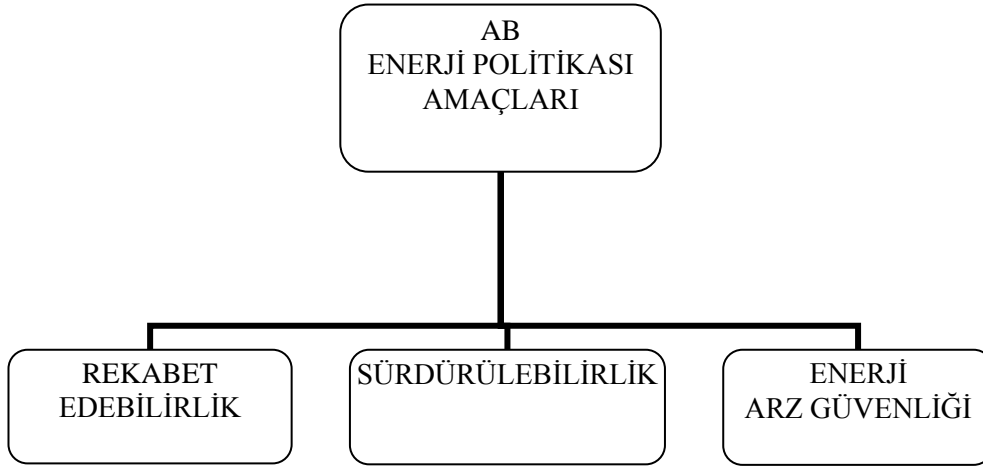 AB
ENERJİ POLİTİKASI
AMAÇLARI
REKABET
EDEBİLİRLİK
SÜRDÜRÜLEBİLİRLİK
ENERJİ
ARZ GÜVENLİĞİ